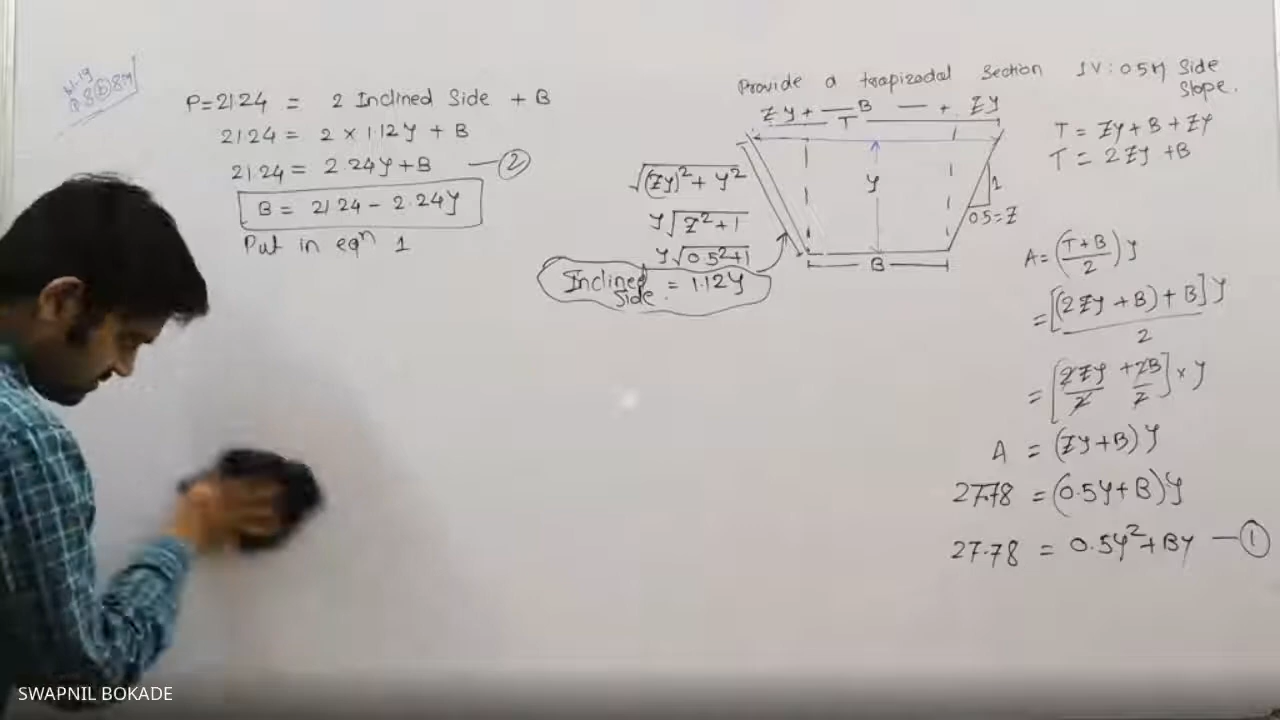 W-19
Q.3(b) 8M
P=21.24 = 2 Inclined Side + B
21.24 = 2 × 1.12y + B
21.24 = 2.24y + B — ②
B = 21.24 - 2.24y
Put in eqⁿ 1
Provide a trapizodal Section 1V:0.5H Side
Slope.
Zy + — B — + Zy
T
y
1
0.5=Z
B
√(Zy)²+y²
y√Z²+1
y√0.5²+1
Inclined
Side = 1.12y
T = Zy + B + Zy
T = 2Zy + B
A = (T+B/2)y
= [(2Zy + B) + B]y
2
= [2Zy/2 + 2B/2] × y
A = (Zy+B)y
27.78 = (0.5y+B)y
27.78 = 0.5y²+By — ①
SWAPNIL BOKADE